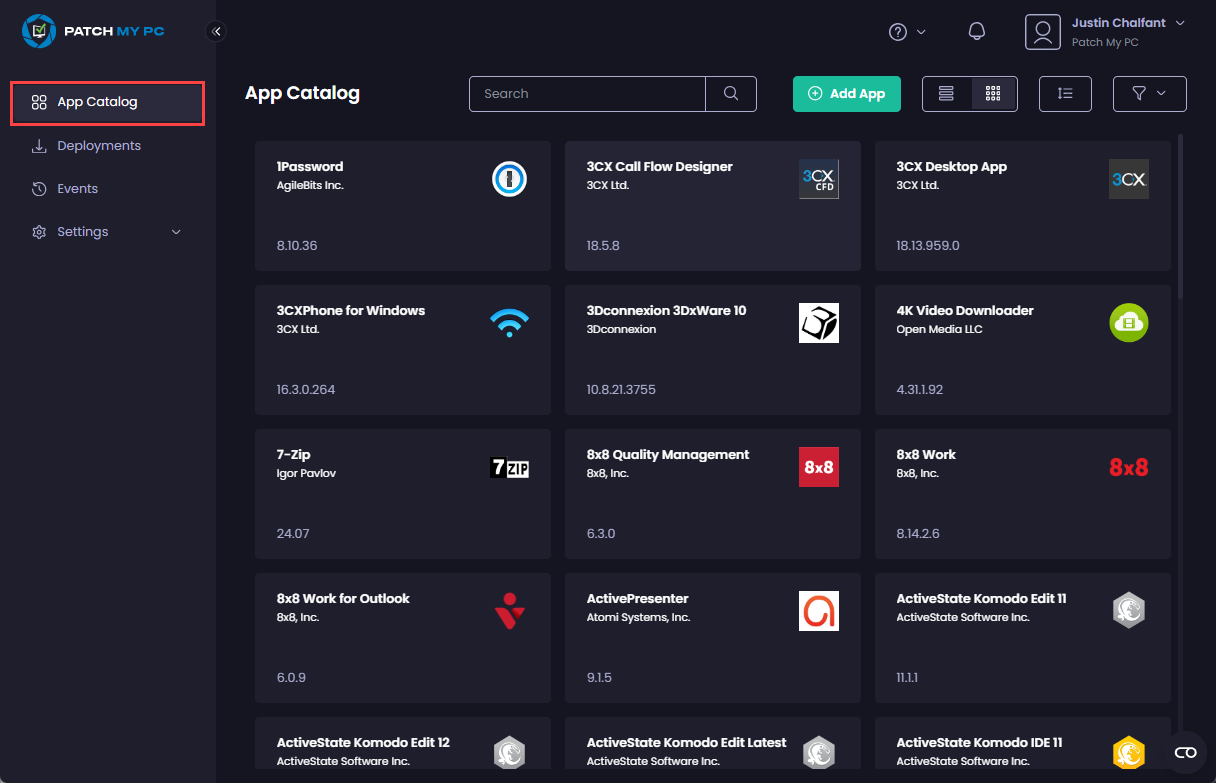 PATCH MY PC
Justin Chalfant
Patch My PC
App Catalog
Deployments
Events
Settings
App Catalog
Search
Add App
1Password
AgileBits Inc.
8.10.36
3CX Call Flow Designer
3CX Ltd.
3CX
CFD
18.5.8
3CX Desktop App
3CX Ltd.
3CX
18.13.959.0
3CXPhone for Windows
3CX Ltd.
16.3.0.264
3Dconnexion 3DxWare 10
3Dconnexion
10.8.21.3755
4K Video Downloader
Open Media LLC
4.31.1.92
7-Zip
Igor Pavlov
7ZIP
24.07
8x8 Quality Management
8x8, Inc.
8x8
6.3.0
8x8 Work
8x8, Inc.
8x8
8.14.2.6
8x8 Work for Outlook
8x8, Inc.
6.0.9
ActivePresenter
Atomi Systems, Inc.
9.1.5
ActiveState Komodo Edit 11
ActiveState Software Inc.
11.1.1
ActiveState Komodo Edit 12
ActiveState Software Inc.
ActiveState Komodo Edit Latest
ActiveState Software Inc.
ActiveState Komodo IDE 11
ActiveState Software Inc.